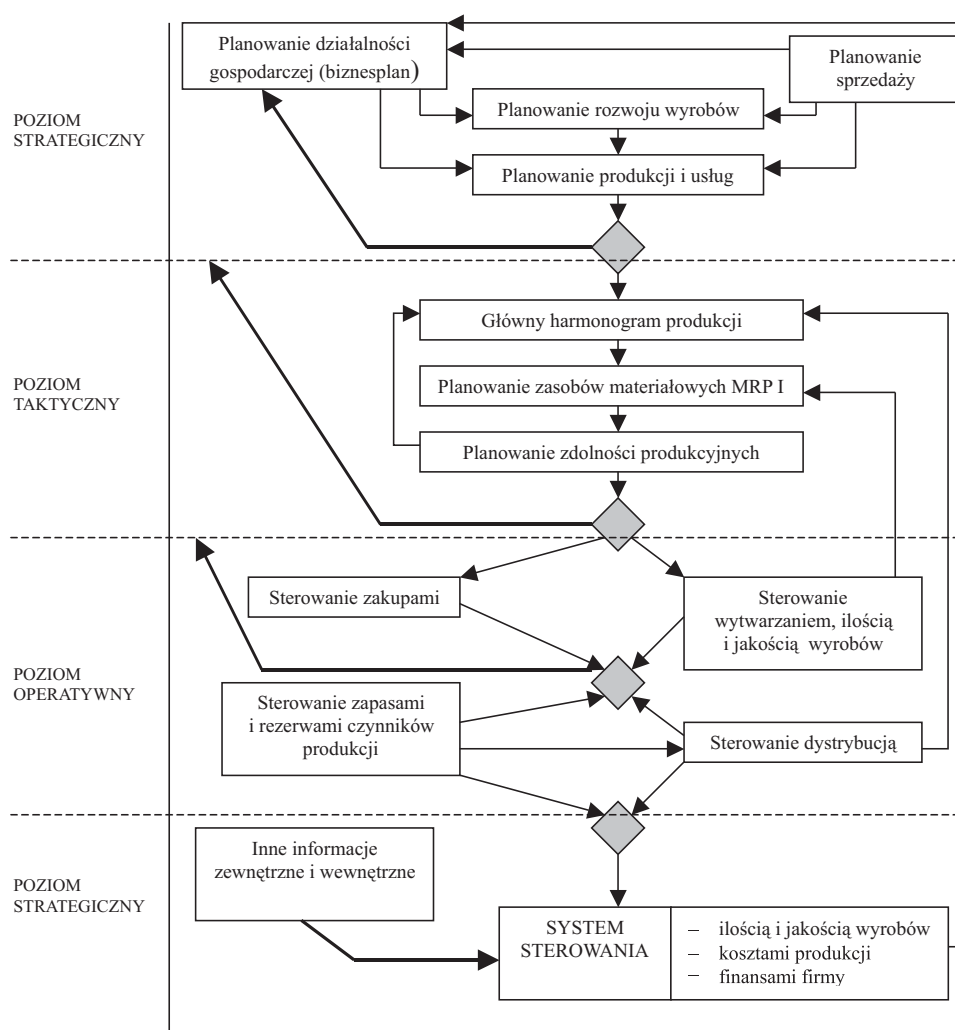 Planowanie działalności
gospodarczej (biznesplan)
Planowanie
sprzedaży
POZIOM
STRATEGICZNY
Planowanie rozwoju wyrobów
Planowanie produkcji i usług
Główny harmonogram produkcji
POZIOM
TAKTYCZNY
Planowanie zasobów materiałowych MRP I
Planowanie zdolności produkcyjnych
Sterowanie zakupami
Sterowanie
wytwarzaniem, ilością
i jakością wyrobów
POZIOM
OPERATYWNY
Sterowanie zapasami
i rezerwami czynników
produkcji
Sterowanie dystrybucją
Inne informacje
zewnętrzne i wewnętrzne
POZIOM
STRATEGICZNY
SYSTEM
STEROWANIA
– ilością i jakością wyrobów
– kosztami produkcji
– finansami firmy